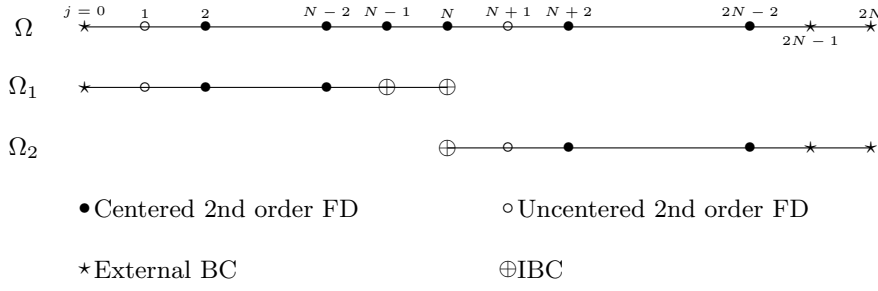 j = 0 1 2 N − 2 N − 1 N N + 1 N + 2 2N − 2 2N
Ω
2N − 1
Ω₁
Ω₂
• Centered 2nd order FD ○ Uncentered 2nd order FD
⋆ External BC ⊕ IBC